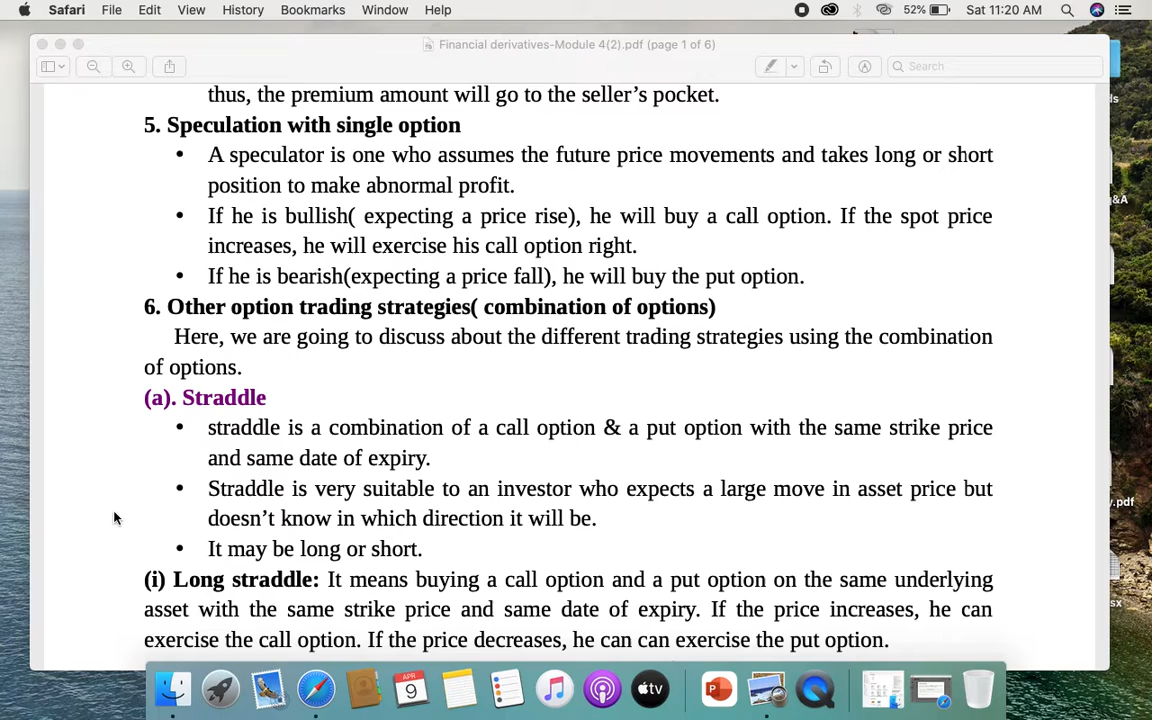 Safari File Edit View History Bookmarks Window Help 52% Sat 11:20 AM
Financial derivatives-Module 4(2).pdf (page 1 of 6)
Search
thus, the premium amount will go to the seller's pocket.
5. Speculation with single option
• A speculator is one who assumes the future price movements and takes long or short
position to make abnormal profit.
• If he is bullish( expecting a price rise), he will buy a call option. If the spot price
increases, he will exercise his call option right.
• If he is bearish(expecting a price fall), he will buy the put option.
6. Other option trading strategies( combination of options)
Here, we are going to discuss about the different trading strategies using the combination
of options.
(a). Straddle
• straddle is a combination of a call option & a put option with the same strike price
and same date of expiry.
• Straddle is very suitable to an investor who expects a large move in asset price but
doesn't know in which direction it will be.
• It may be long or short.
(i) Long straddle: It means buying a call option and a put option on the same underlying
asset with the same strike price and same date of expiry. If the price increases, he can
exercise the call option. If the price decreases, he can can exercise the put option.
ds
&A
y.pdf
sx
APR
9
P
tv